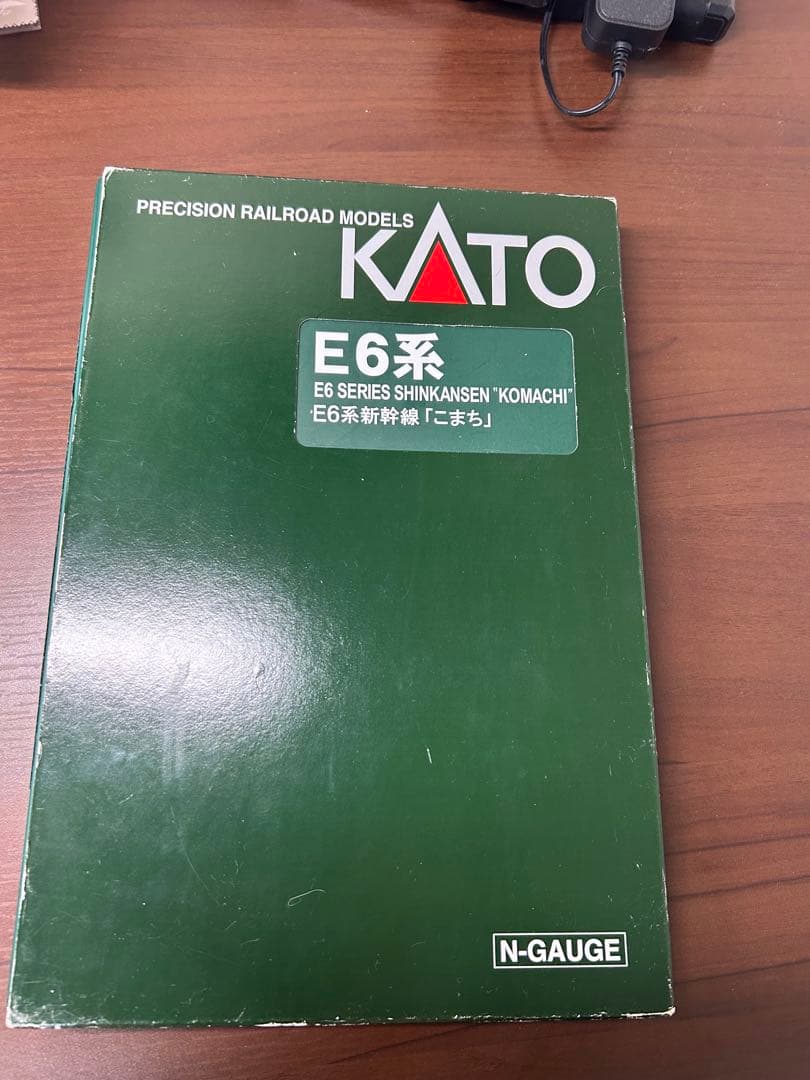 PRECISION RAILROAD MODELS
KATO
E6系
E6 SERIES SHINKANSEN "KOMACHI"
E6系新幹線「こまち」
N-GAUGE